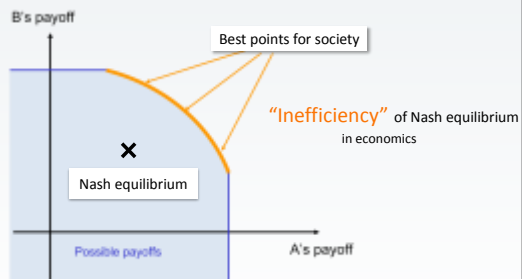 B's payoff
Best points for society
"Inefficiency" of Nash equilibrium
in economics
×
Nash equilibrium
Possible payoffs
A's payoff